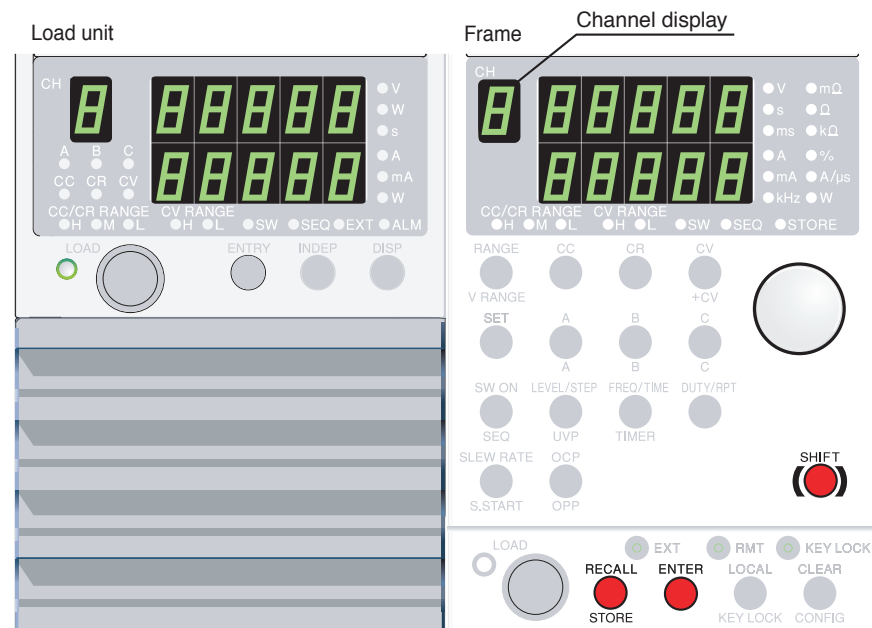 Load unit
Frame
Channel display
CH
V
W
s
A
mA
W
A B C
CC CR CV
CC/CR RANGE CV RANGE
H M L H L SW SEQ EXT ALM
LOAD ENTRY INDEP DISP
CH
V mΩ
s Ω
ms kΩ
A %
mA A/µs
kHz W
CC/CR RANGE CV RANGE
H M L H L SW SEQ STORE
RANGE CC CR CV
V RANGE +CV
SET A B C
A B C
SW ON LEVEL/STEP FREQ/TIME DUTY/RPT
SEQ UVP TIMER
SLEW RATE OCP SHIFT
S.START OPP
LOAD EXT RMT KEY LOCK
RECALL ENTER LOCAL CLEAR
STORE KEY LOCK CONFIG